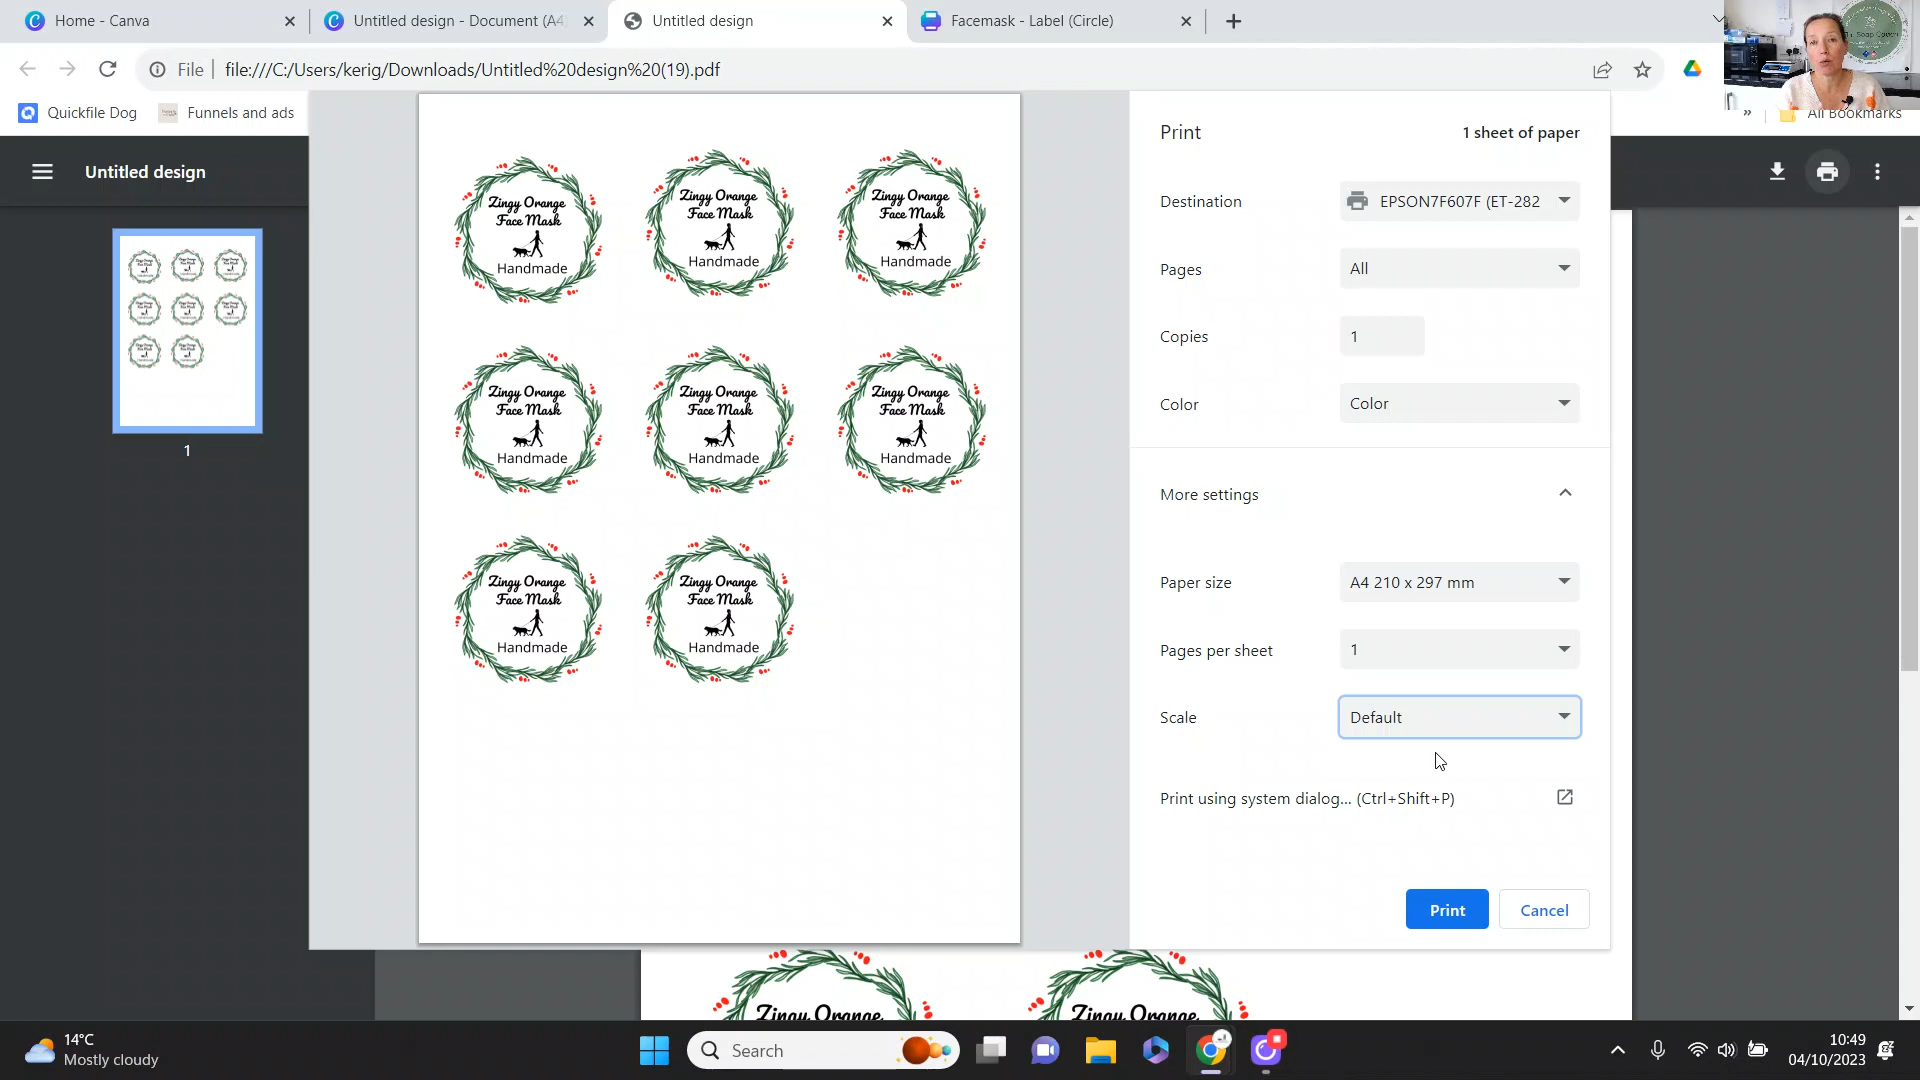 Home - Canva
Untitled design - Document (A4
Untitled design
Facemask - Label (Circle)
File
file:///C:/Users/kerig/Downloads/Untitled%20design%20(19).pdf
Quickfile Dog
Funnels and ads
All Bookmarks
Untitled design
1
Zingy Orange
Face Mask
Handmade
Zingy Orange
Face Mask
Handmade
Zingy Orange
Face Mask
Handmade
Zingy Orange
Face Mask
Handmade
Zingy Orange
Face Mask
Handmade
Zingy Orange
Face Mask
Handmade
Zingy Orange
Face Mask
Handmade
Zingy Orange
Face Mask
Handmade
Print
1 sheet of paper
Destination
EPSON7F607F (ET-282
Pages
All
Copies
1
Color
Color
More settings
Paper size
A4 210 x 297 mm
Pages per sheet
1
Scale
Default
Print using system dialog... (Ctrl+Shift+P)
Print
Cancel
Zingy Orange
Zingy Orange
14°C
Mostly cloudy
Search
10:49
04/10/2023